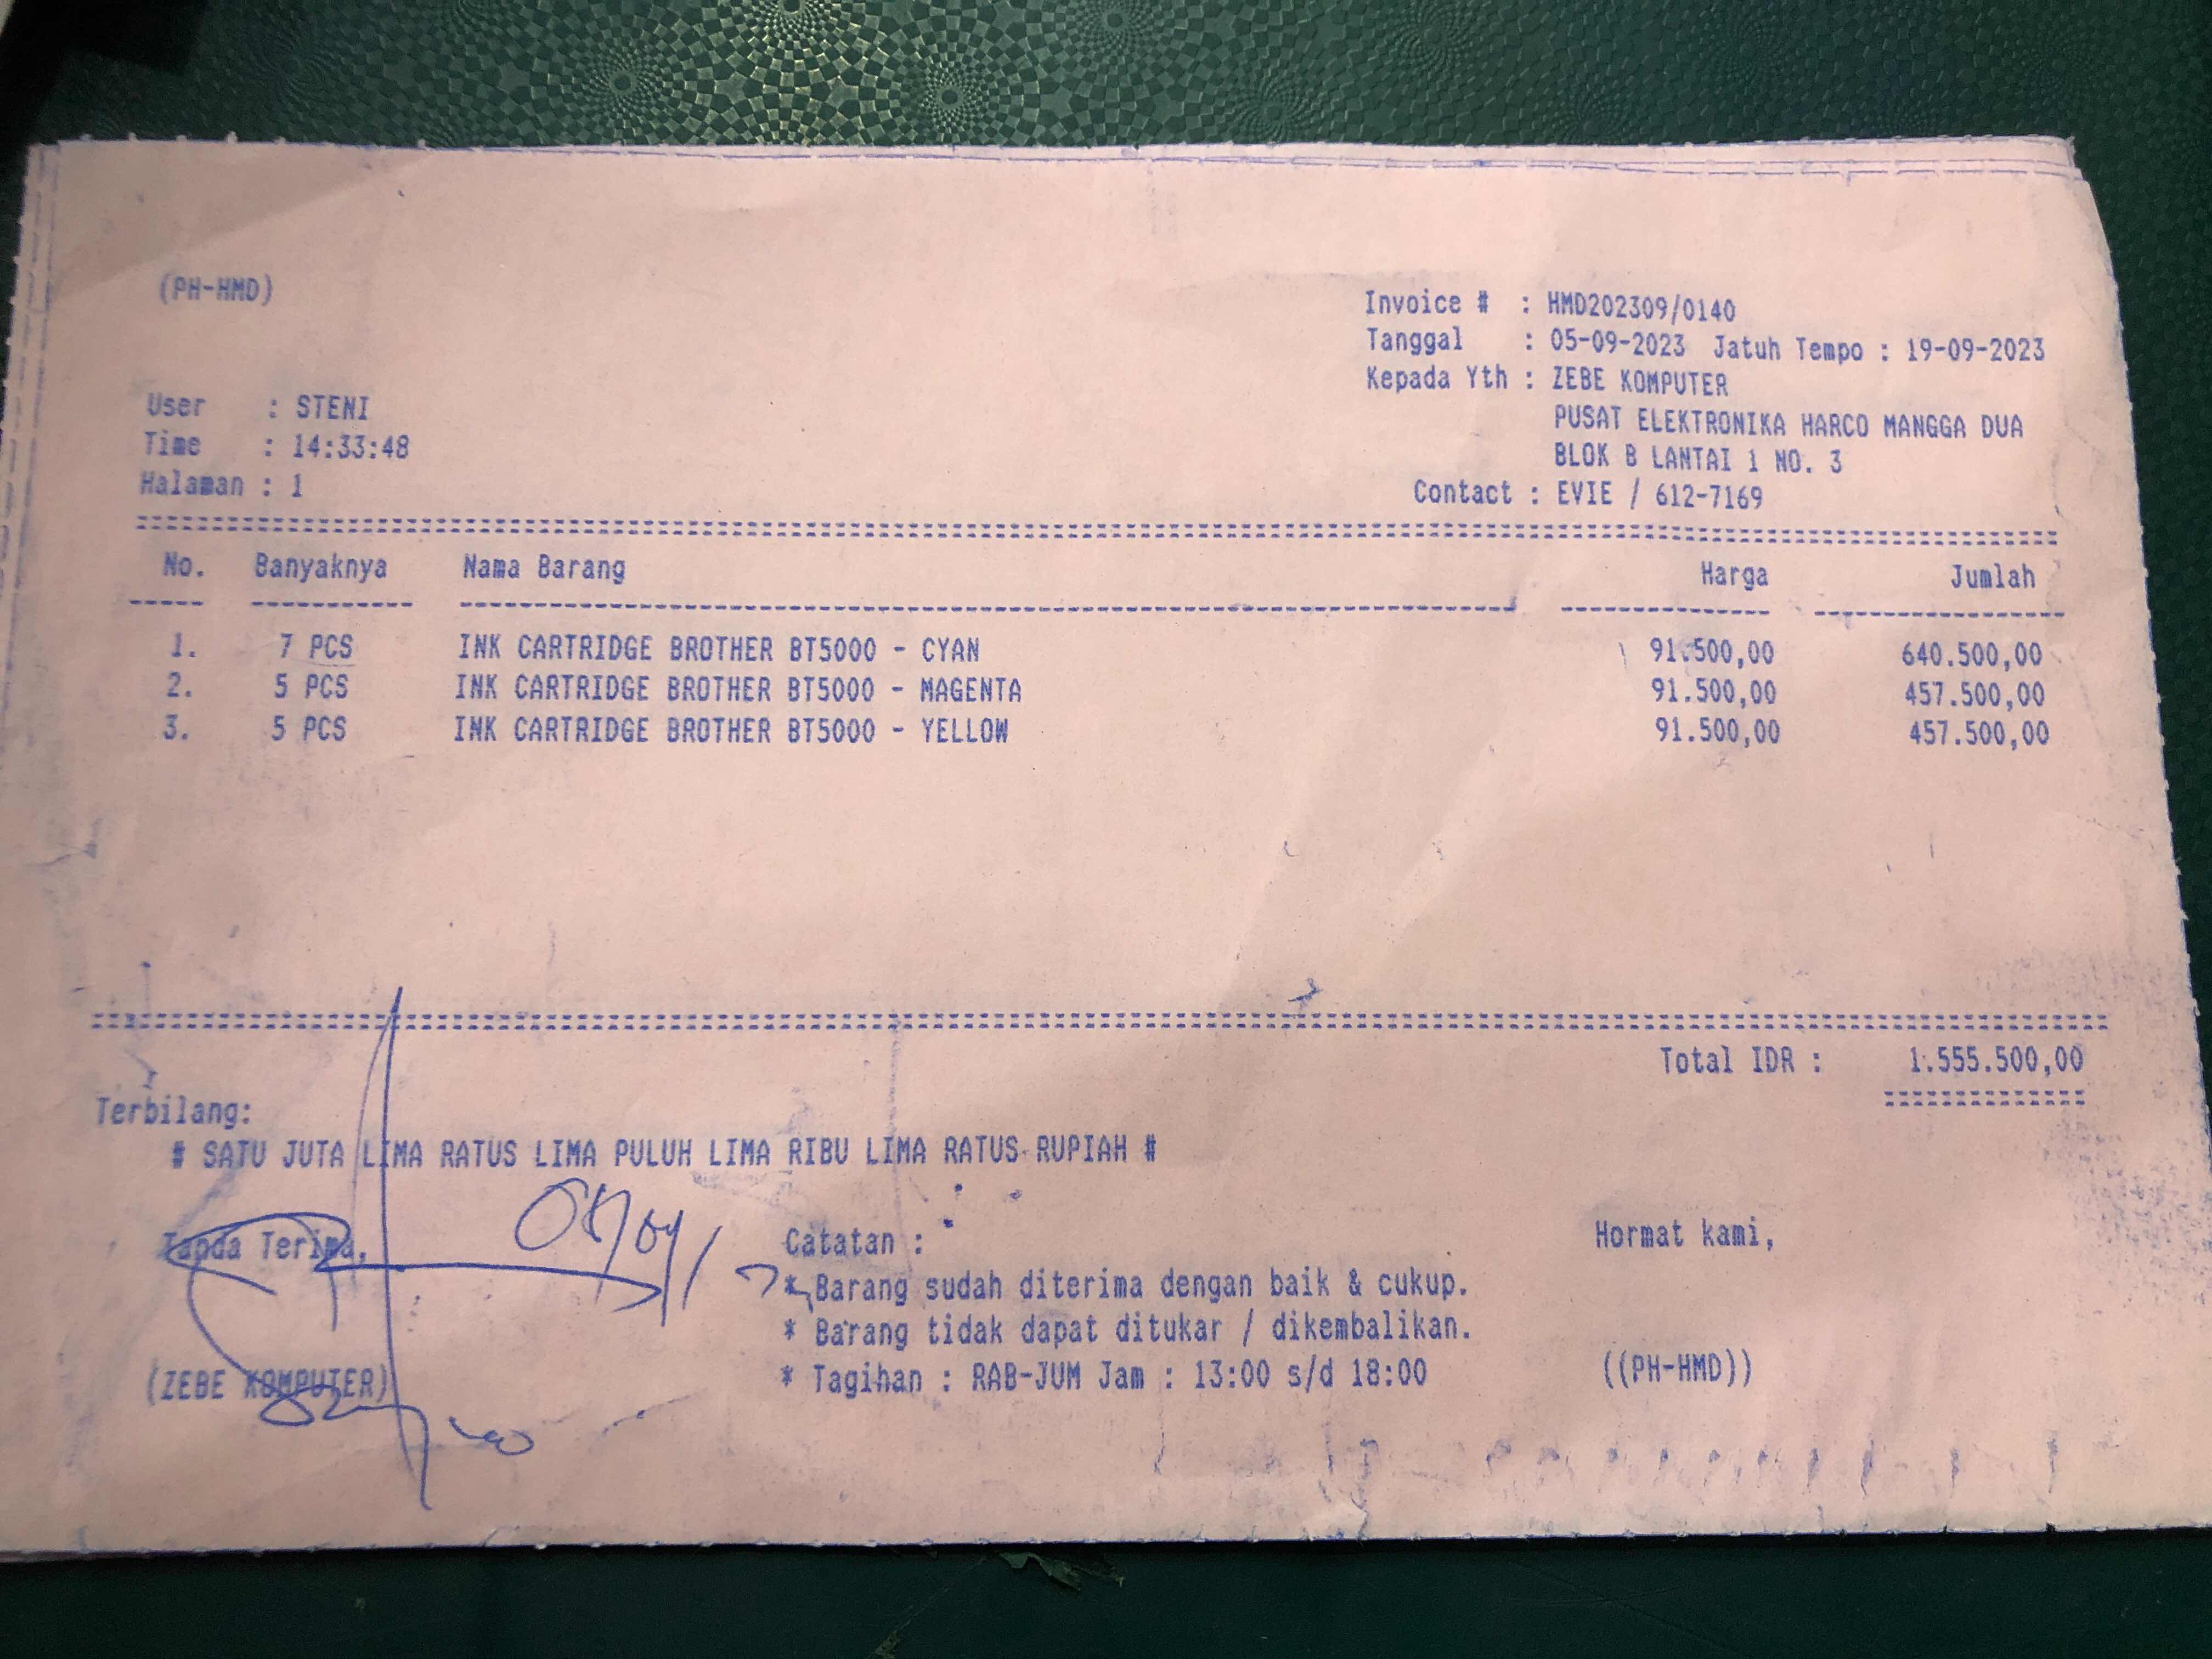 (PH-HMD)
Invoice # : HMD202309/0140
Tanggal : 05-09-2023 Jatuh Tempo : 19-09-2023
Kepada Yth : ZEBE KOMPUTER
PUSAT ELEKTRONIKA HARCO MANGGA DUA
BLOK B LANTAI 1 NO. 3
Contact : EVIE / 612-7169
User : STENI
Time : 14:33:48
Halaman : 1
No. Banyaknya Nama Barang Harga Jumlah
1. 7 PCS INK CARTRIDGE BROTHER BT5000 - CYAN 91.500,00 640.500,00
2. 5 PCS INK CARTRIDGE BROTHER BT5000 - MAGENTA 91.500,00 457.500,00
3. 5 PCS INK CARTRIDGE BROTHER BT5000 - YELLOW 91.500,00 457.500,00
Total IDR : 1.555.500,00
Terbilang:
# SATU JUTA LIMA RATUS LIMA PULUH LIMA RIBU LIMA RATUS RUPIAH #
Tanda Terima,
(ZEBE KOMPUTER)
Catatan :
* Barang sudah diterima dengan baik & cukup.
* Barang tidak dapat ditukar / dikembalikan.
* Tagihan : RAB-JUM Jam : 13:00 s/d 18:00
Hormat kami,
((PH-HMD))